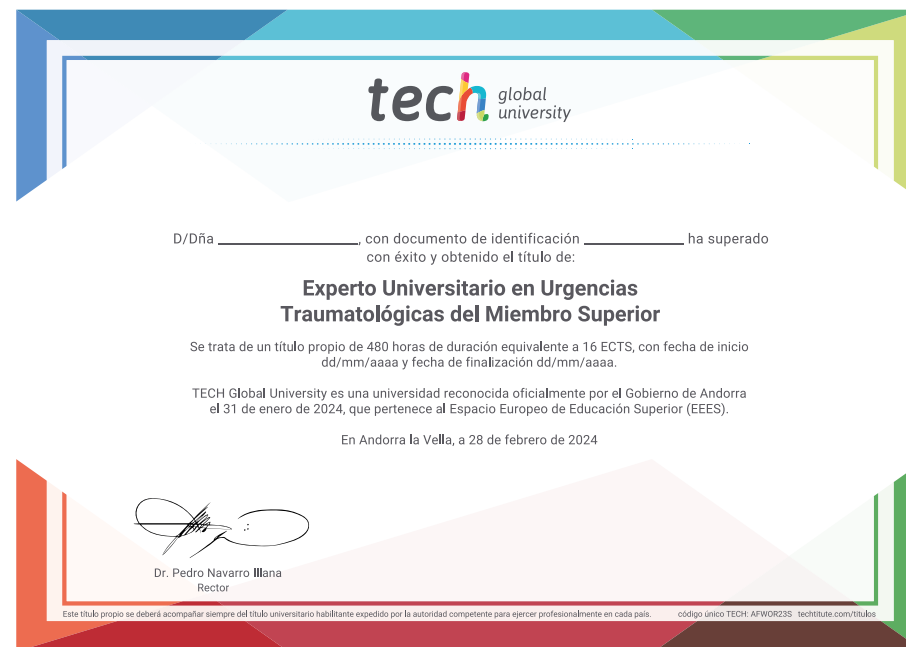 tech global
university
D/Dña ____________________, con documento de identificación ______________ ha superado
con éxito y obtenido el título de:
Experto Universitario en Urgencias
Traumatológicas del Miembro Superior
Se trata de un título propio de 480 horas de duración equivalente a 16 ECTS, con fecha de inicio
dd/mm/aaaa y fecha de finalización dd/mm/aaaa.
TECH Global University es una universidad reconocida oficialmente por el Gobierno de Andorra
el 31 de enero de 2024, que pertenece al Espacio Europeo de Educación Superior (EEES).
En Andorra la Vella, a 28 de febrero de 2024
Dr. Pedro Navarro Illana
Rector
Este título propio se deberá acompañar siempre del título universitario habilitante expedido por la autoridad competente para ejercer profesionalmente en cada país. código único TECH: AFWOR23S techtitute.com/titulos